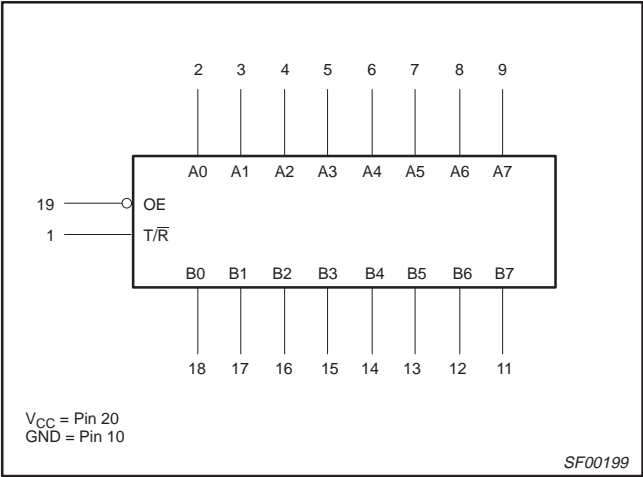 2 3 4 5 6 7 8 9
A0 A1 A2 A3 A4 A5 A6 A7
19 OE
1 T/R̅
B0 B1 B2 B3 B4 B5 B6 B7
18 17 16 15 14 13 12 11
VCC = Pin 20
GND = Pin 10
SF00199